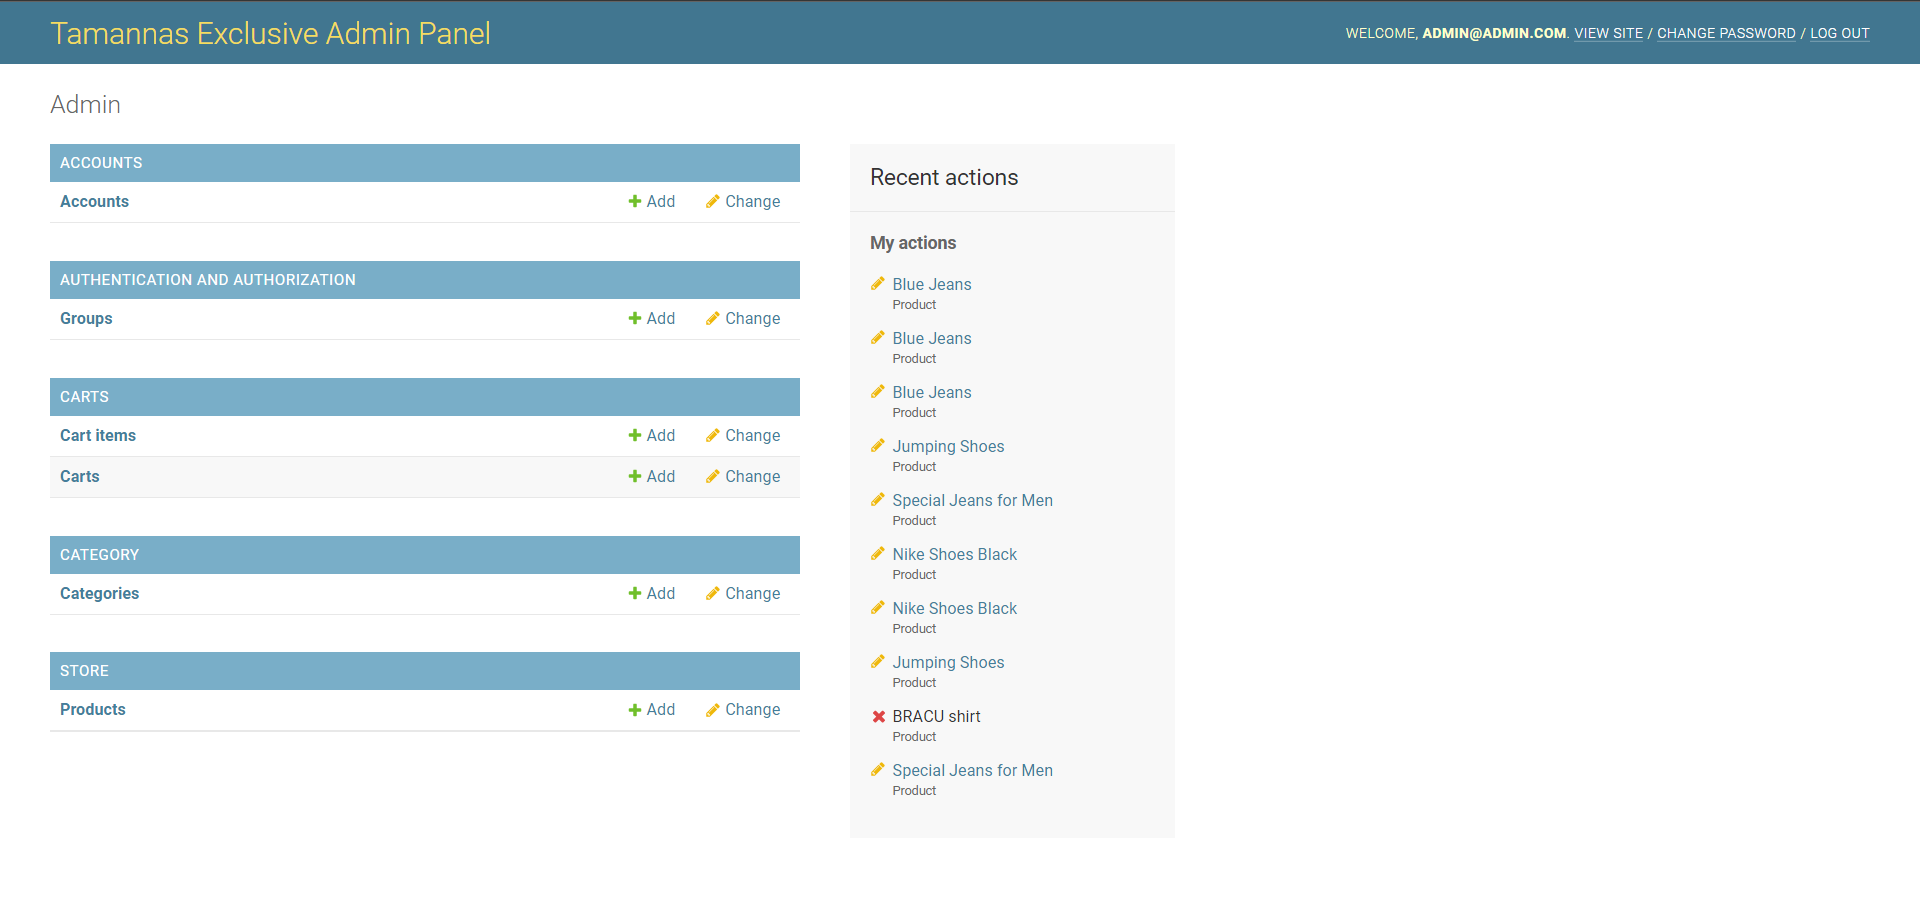 Tamannas Exclusive Admin Panel
WELCOME, ADMIN@ADMIN.COM. VIEW SITE / CHANGE PASSWORD / LOG OUT
Admin
ACCOUNTS
Accounts Add Change
AUTHENTICATION AND AUTHORIZATION
Groups Add Change
CARTS
Cart items Add Change
Carts Add Change
CATEGORY
Categories Add Change
STORE
Products Add Change
Recent actions
My actions
Blue Jeans
Product
Blue Jeans
Product
Blue Jeans
Product
Jumping Shoes
Product
Special Jeans for Men
Product
Nike Shoes Black
Product
Nike Shoes Black
Product
Jumping Shoes
Product
BRACU shirt
Product
Special Jeans for Men
Product